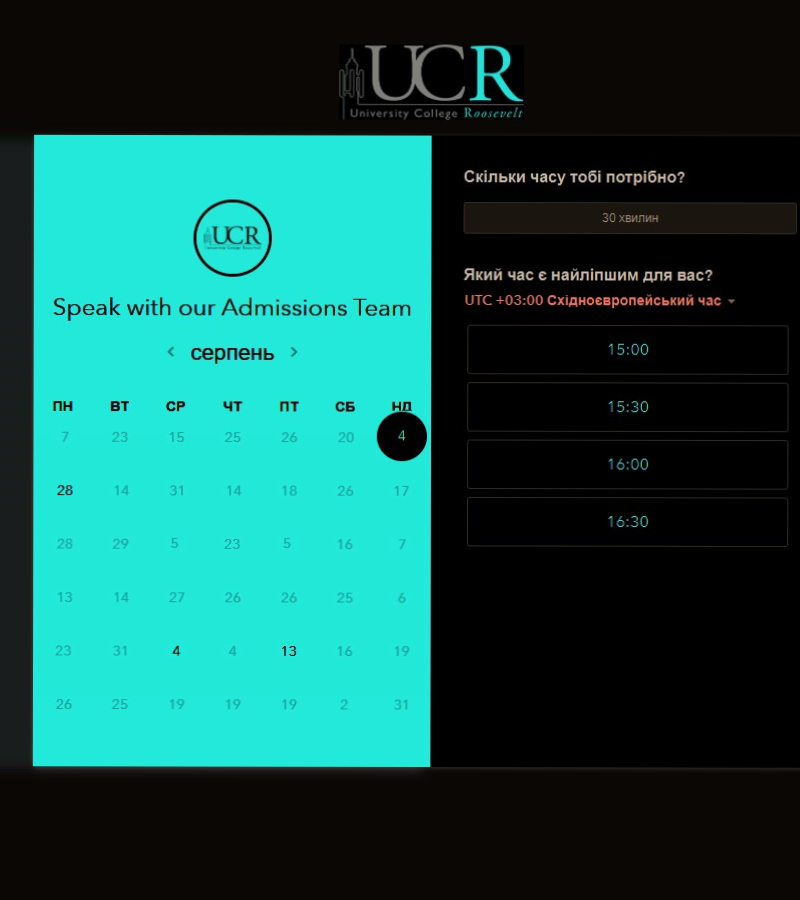 UCR
University College Roosevelt
UCR
Speak with our Admissions Team
серпень
ПН ВТ СР ЧТ ПТ СБ НД
7 23 15 25 26 20 4
28 14 31 14 18 26 17
28 29 5 23 5 16 7
13 14 27 26 26 25 6
23 31 4 4 13 16 19
26 25 19 19 19 2 31
Скільки часу тобі потрібно?
30 хвилин
Який час є найліпшим для вас?
UTC +03:00 Східноєвропейський час
15:00
15:30
16:00
16:30